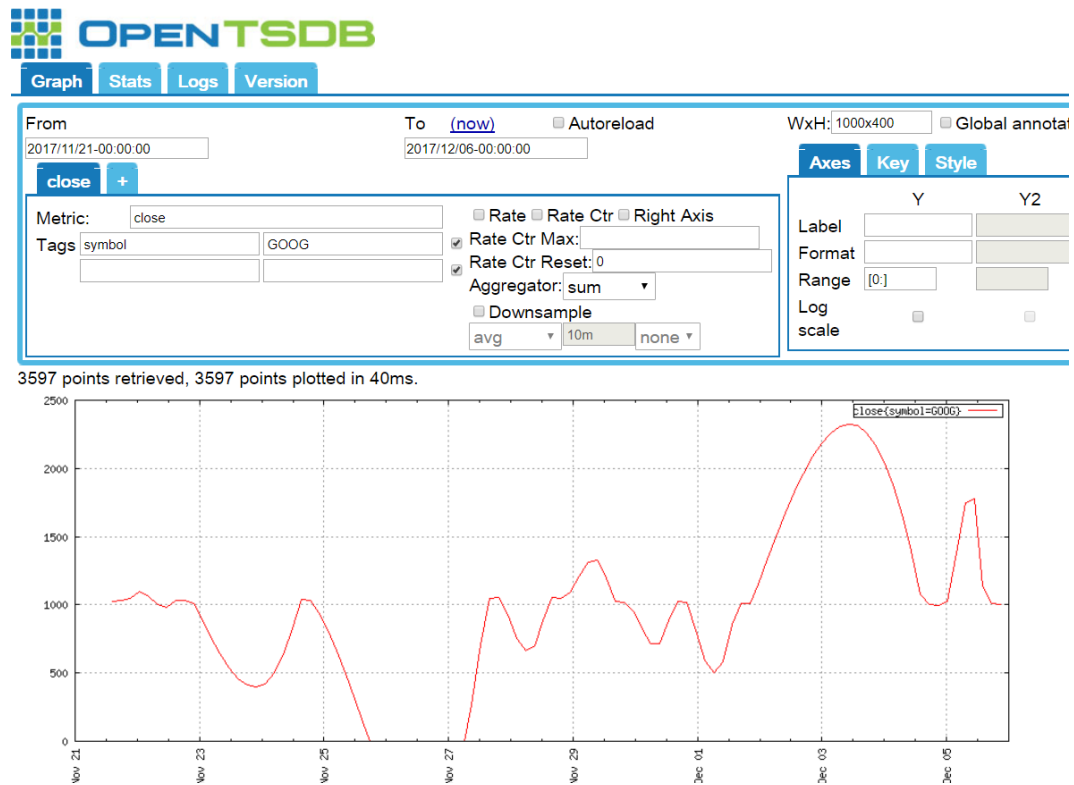 OPENTSDB
Graph Stats Logs Version
From To (now) Autoreload WxH: 1000x400 Global annotat
2017/11/21-00:00:00 2017/12/06-00:00:00
close +
Metric: close
Tags symbol GOOG
Rate Rate Ctr Right Axis
Rate Ctr Max:
Rate Ctr Reset: 0
Aggregator: sum
Downsample
avg 10m none
Axes Key Style
Y Y2
Label
Format
Range [0:]
Log
scale
3597 points retrieved, 3597 points plotted in 40ms.
close{symbol=GOOG}
2500
2000
1500
1000
500
0
Nov 21 Nov 23 Nov 25 Nov 27 Nov 29 Dec 01 Dec 03 Dec 05